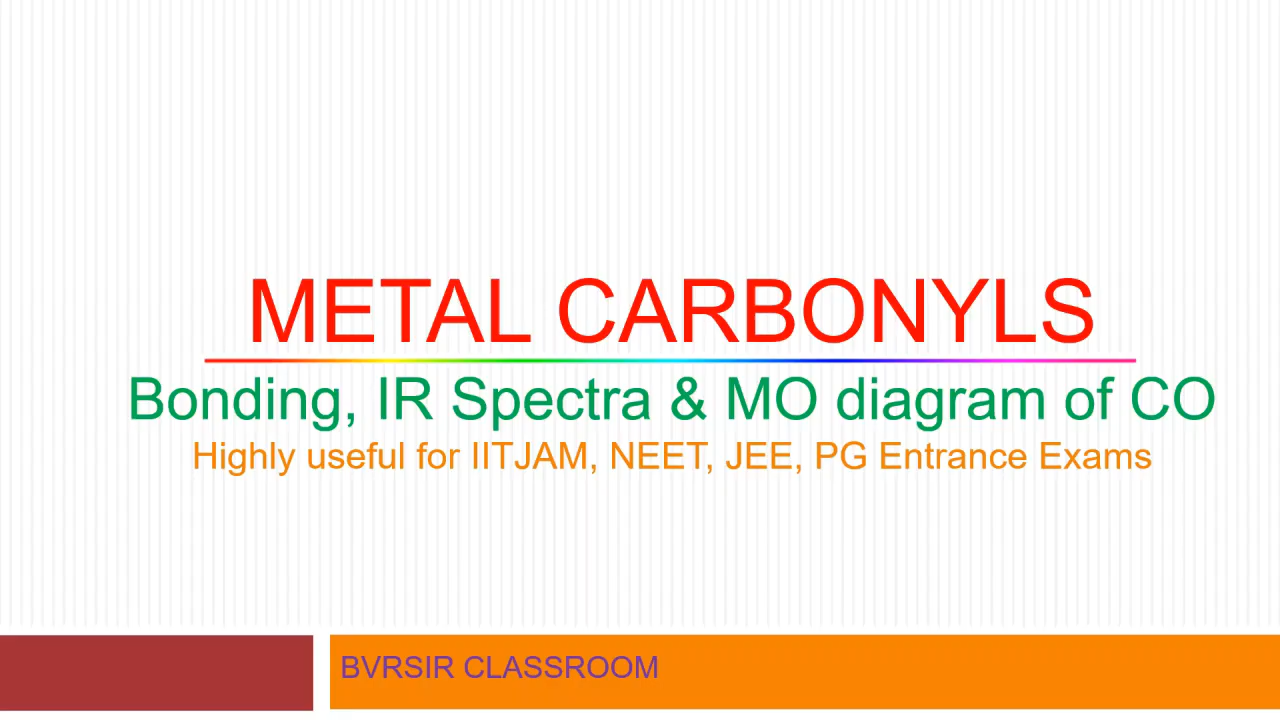 METAL CARBONYLS
Bonding, IR Spectra & MO diagram of CO
Highly useful for IITJAM, NEET, JEE, PG Entrance Exams
BVRSIR CLASSROOM